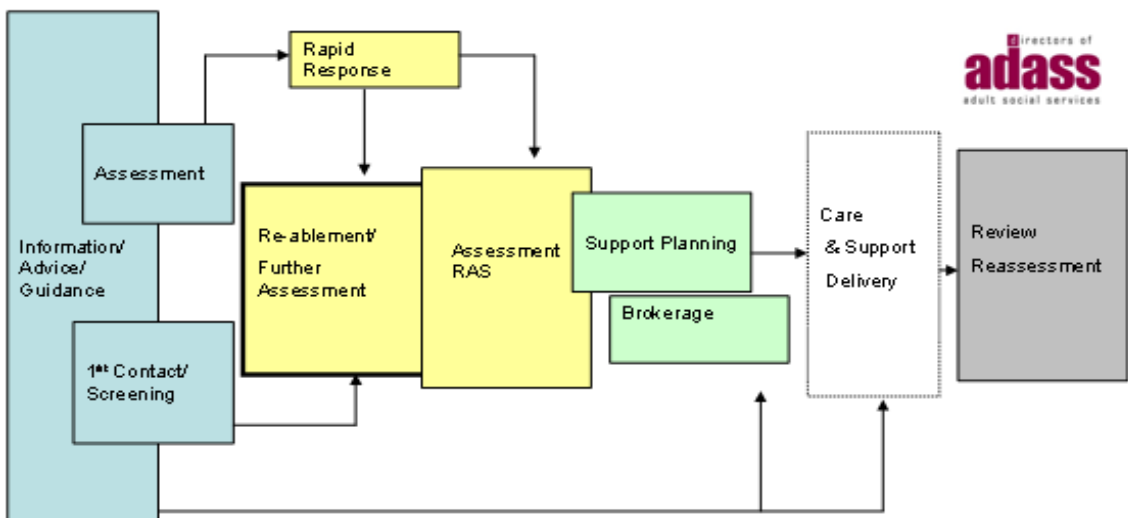 Rapid
Response
directors of
adass
adult social services
Assessment
Information/
Advice/
Guidance
1st Contact/
Screening
Re-ablement/
Further
Assessment
Assessment
RAS
Support Planning
Brokerage
Care
& Support
Delivery
Review
Reassessment